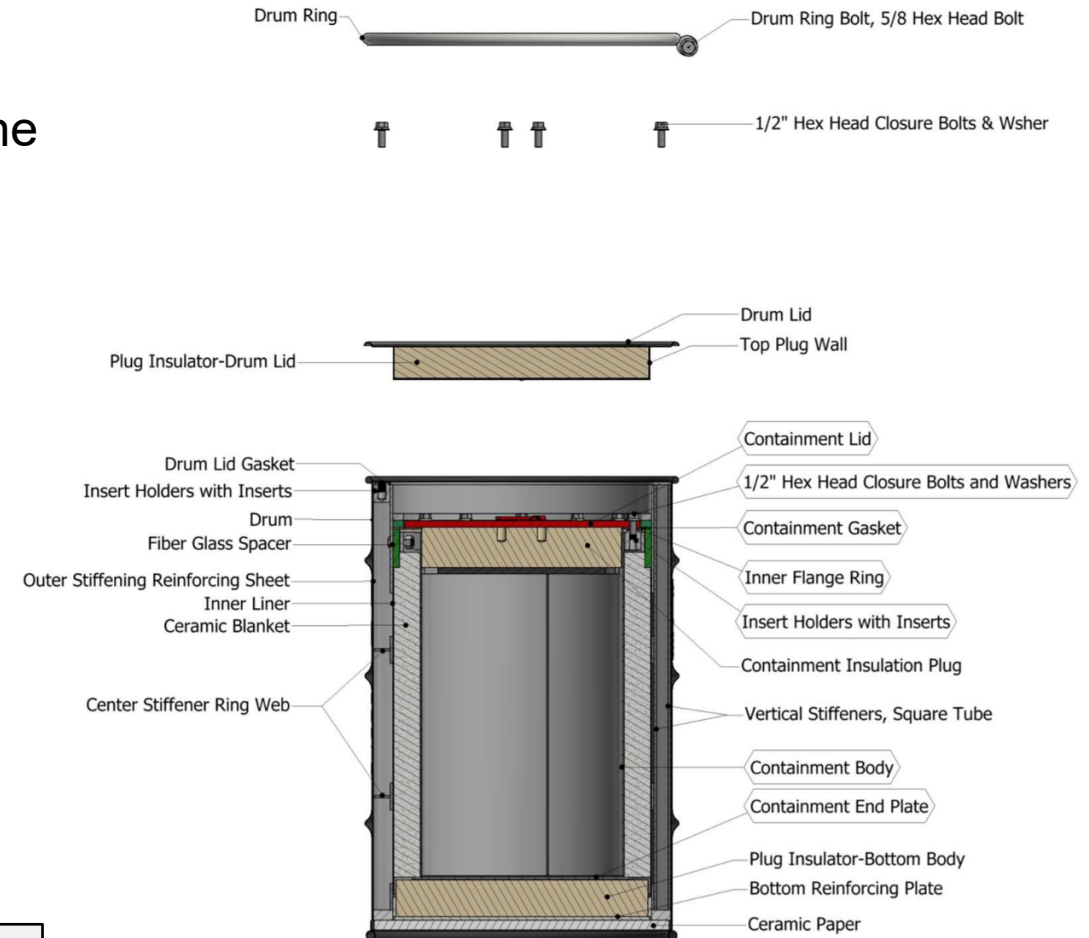 Drum Ring
Drum Ring Bolt, 5/8 Hex Head Bolt
ne
1/2" Hex Head Closure Bolts & Wsher
Drum Lid
Top Plug Wall
Plug Insulator-Drum Lid
Containment Lid
Drum Lid Gasket
1/2" Hex Head Closure Bolts and Washers
Insert Holders with Inserts
Drum
Containment Gasket
Fiber Glass Spacer
Inner Flange Ring
Outer Stiffening Reinforcing Sheet
Inner Liner
Insert Holders with Inserts
Ceramic Blanket
Containment Insulation Plug
Center Stiffener Ring Web
Vertical Stiffeners, Square Tube
Containment Body
Containment End Plate
Plug Insulator-Bottom Body
Bottom Reinforcing Plate
Ceramic Paper